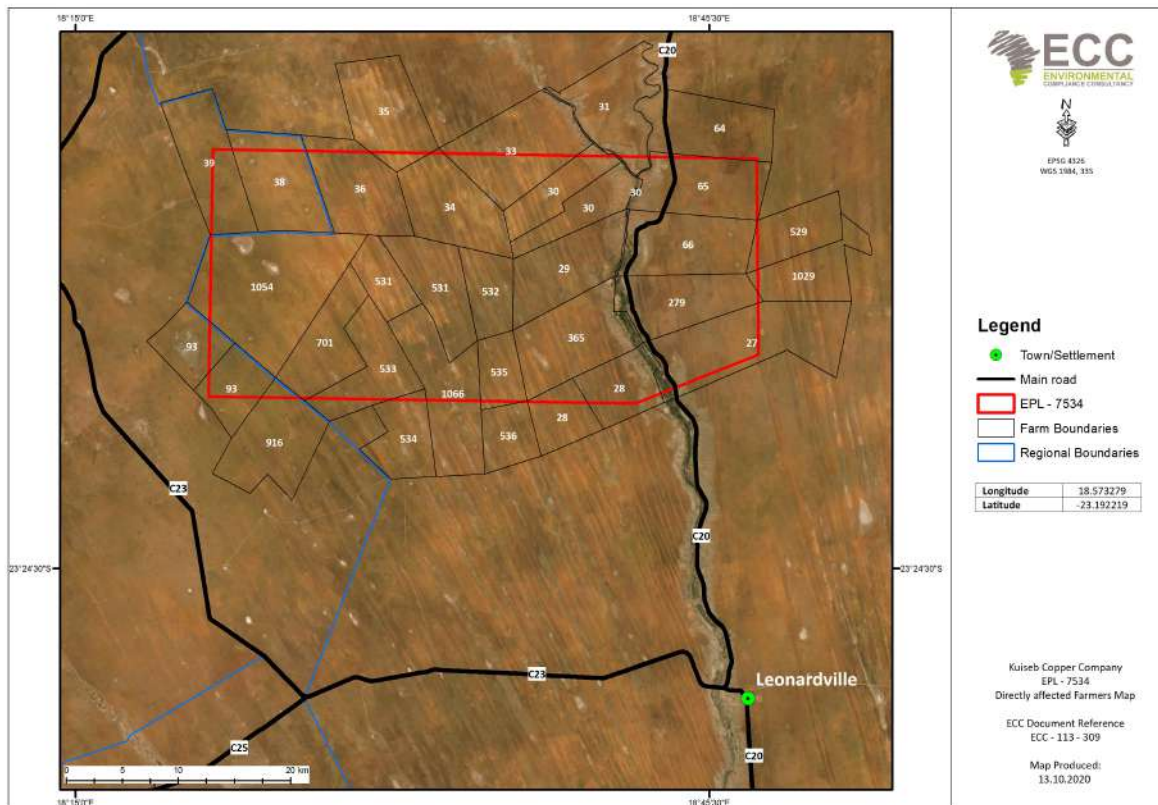 18°15'0"E
18°45'30"E
C20
35
31
64
39
33
38
36
30
30
65
34
30
529
66
29
1029
1054
531
531
532
279
93
701
365
27
533
535
93
1066
28
28
916
534
536
C23
C20
23°24'30"S
23°24'30"S
C23
Leonardville
C25
C20
0
5
10
20 km
18°15'0"E
18°45'30"E
ECC
ENVIRONMENTAL
COMPLIANCE CONSULTANCY
N
EPSG 4326
WGS 1984, 33S
Legend
Town/Settlement
Main road
EPL - 7534
Farm Boundaries
Regional Boundaries
Longitude 18.573279
Latitude -23.192219
Kuiseb Copper Company
EPL - 7534
Directly affected Farmers Map
ECC Document Reference
ECC - 113 - 309
Map Produced:
13.10.2020